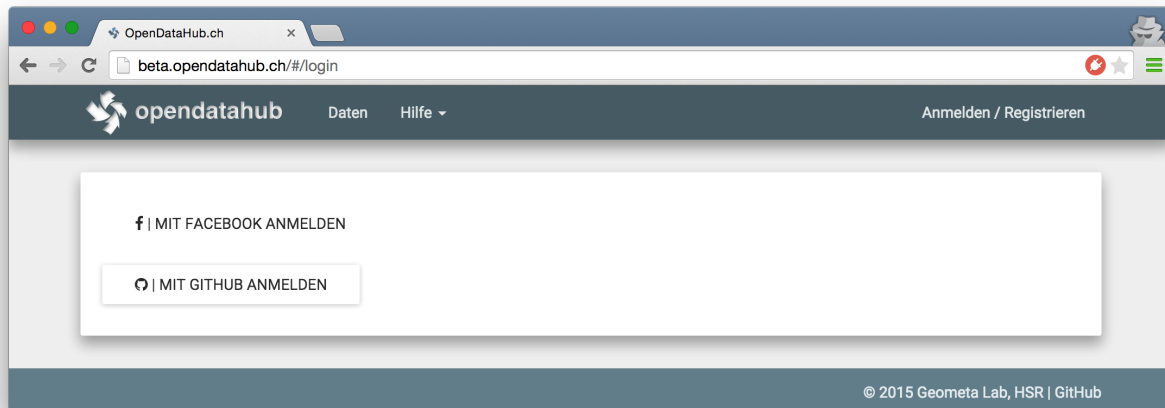 OpenDataHub.ch
beta.opendatahub.ch/#/login
opendatahub Daten Hilfe Anmelden / Registrieren
| MIT FACEBOOK ANMELDEN
| MIT GITHUB ANMELDEN
© 2015 Geometa Lab, HSR | GitHub